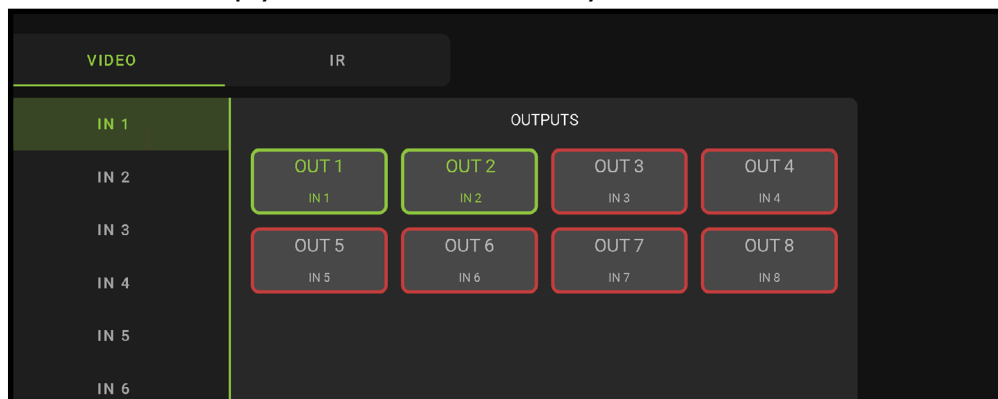 VIDEO
IR
IN 1
IN 2
IN 3
IN 4
IN 5
IN 6
OUTPUTS
OUT 1
IN 1
OUT 2
IN 2
OUT 3
IN 3
OUT 4
IN 4
OUT 5
IN 5
OUT 6
IN 6
OUT 7
IN 7
OUT 8
IN 8